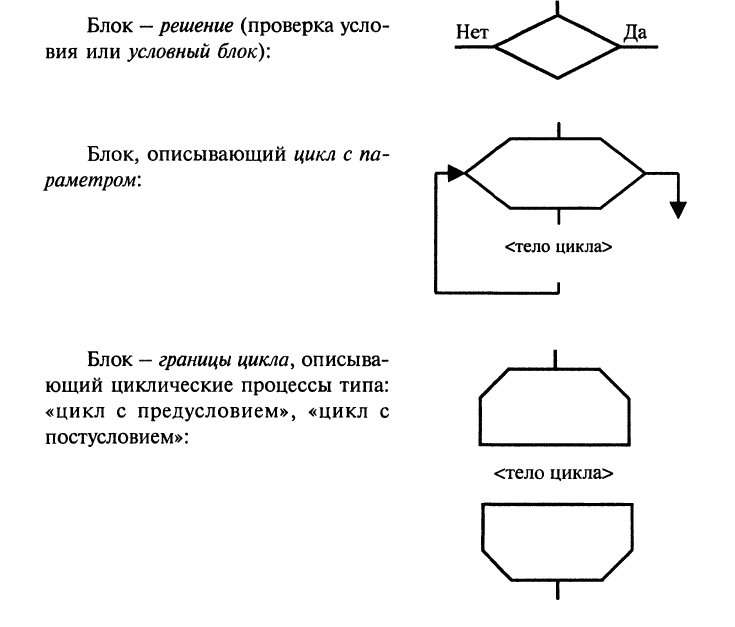 Блок – решение (проверка усло-
вия или условный блок):
Нет
Да
Блок, описывающий цикл с па-
раметром:
<тело цикла>
Блок – границы цикла, описыва-
ющий циклические процессы типа:
«цикл с предусловием», «цикл с
постусловием»:
<тело цикла>